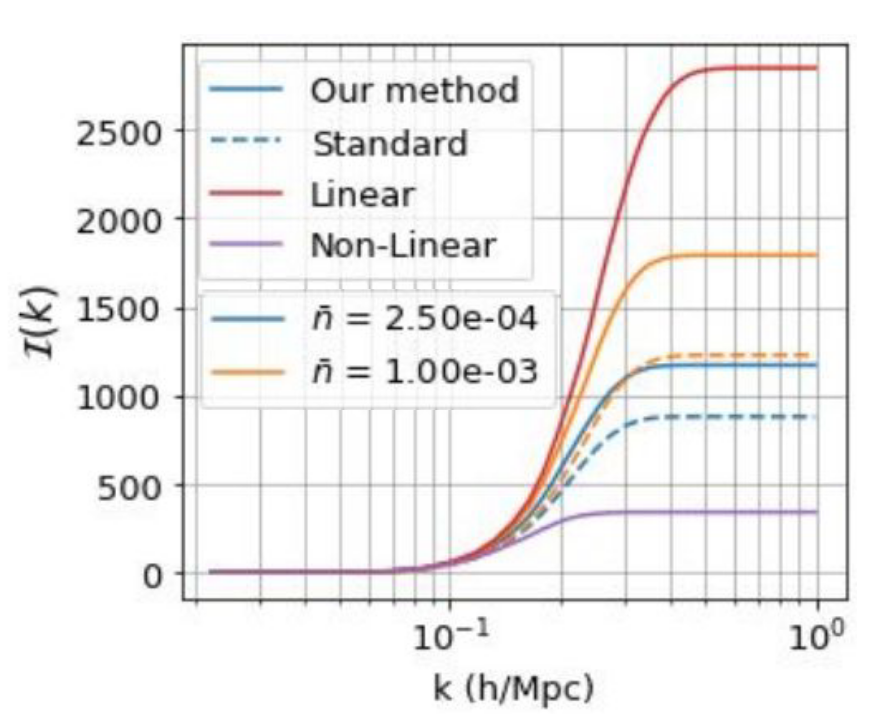 Our method
Standard
Linear
Non-Linear
n̄ = 2.50e-04
n̄ = 1.00e-03
2500
2000
1500
1000
500
0
I(k)
10⁻¹
10⁰
k (h/Mpc)